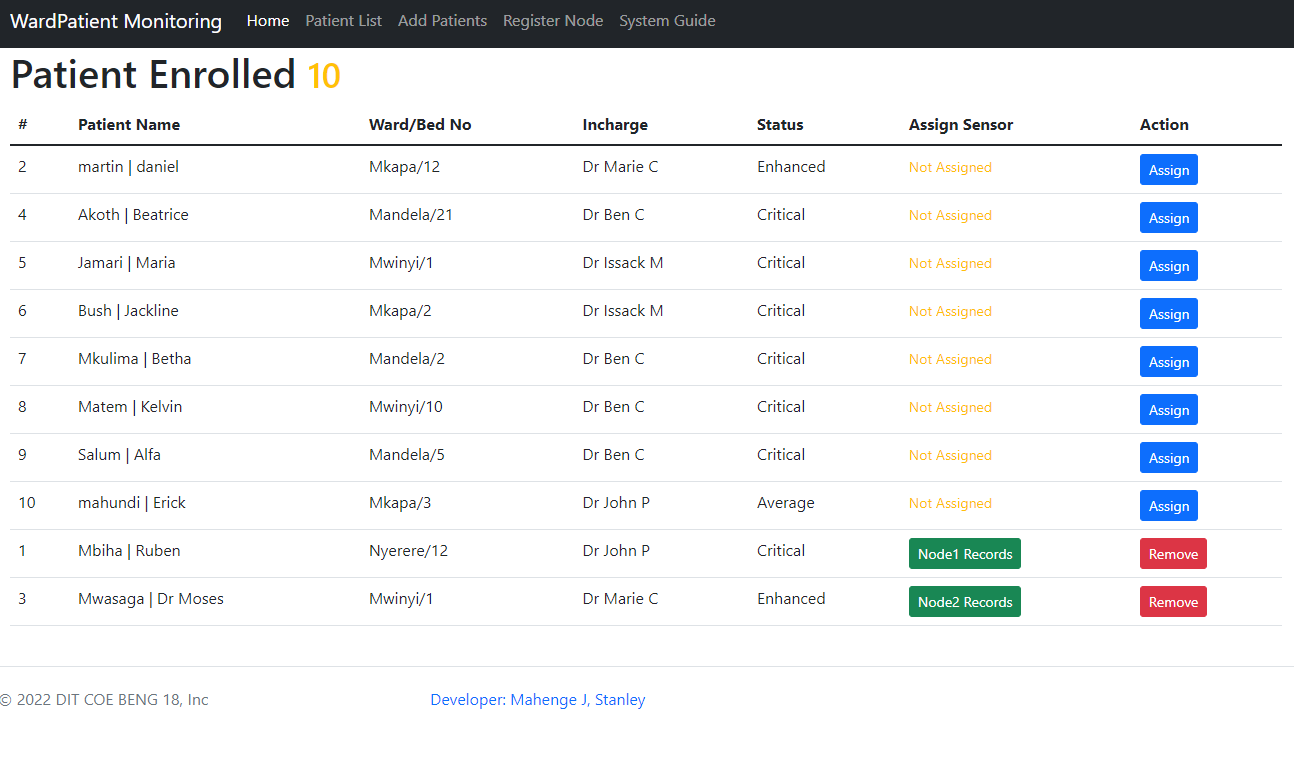 WardPatient Monitoring Home Patient List Add Patients Register Node System Guide
Patient Enrolled 10
# Patient Name Ward/Bed No Incharge Status Assign Sensor Action
2 martin | daniel Mkapa/12 Dr Marie C Enhanced Not Assigned Assign
4 Akoth | Beatrice Mandela/21 Dr Ben C Critical Not Assigned Assign
5 Jamari | Maria Mwinyi/1 Dr Issack M Critical Not Assigned Assign
6 Bush | Jackline Mkapa/2 Dr Issack M Critical Not Assigned Assign
7 Mkulima | Betha Mandela/2 Dr Ben C Critical Not Assigned Assign
8 Matem | Kelvin Mwinyi/10 Dr Ben C Critical Not Assigned Assign
9 Salum | Alfa Mandela/5 Dr Ben C Critical Not Assigned Assign
10 mahundi | Erick Mkapa/3 Dr John P Average Not Assigned Assign
1 Mbiha | Ruben Nyerere/12 Dr John P Critical Node1 Records Remove
3 Mwasaga | Dr Moses Mwinyi/1 Dr Marie C Enhanced Node2 Records Remove
© 2022 DIT COE BENG 18, Inc Developer: Mahenge J, Stanley